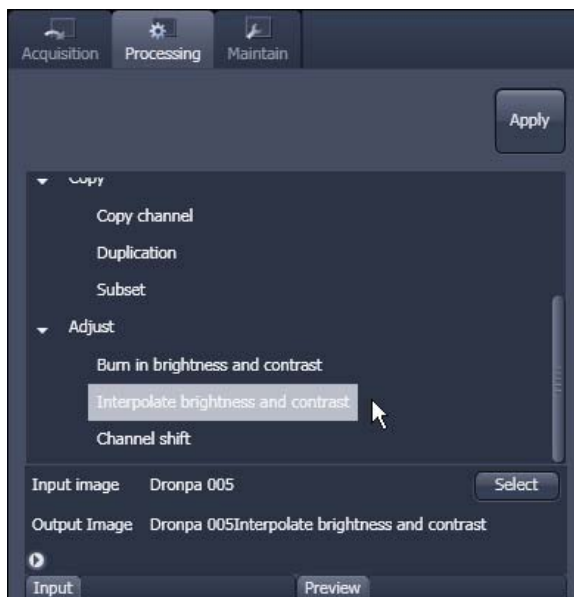 Acquisition Processing Maintain
Apply
Copy
Copy channel
Duplication
Subset
Adjust
Burn in brightness and contrast
Interpolate brightness and contrast
Channel shift
Input image Dronpa 005 Select
Output Image Dronpa 005Interpolate brightness and contrast
Input Preview